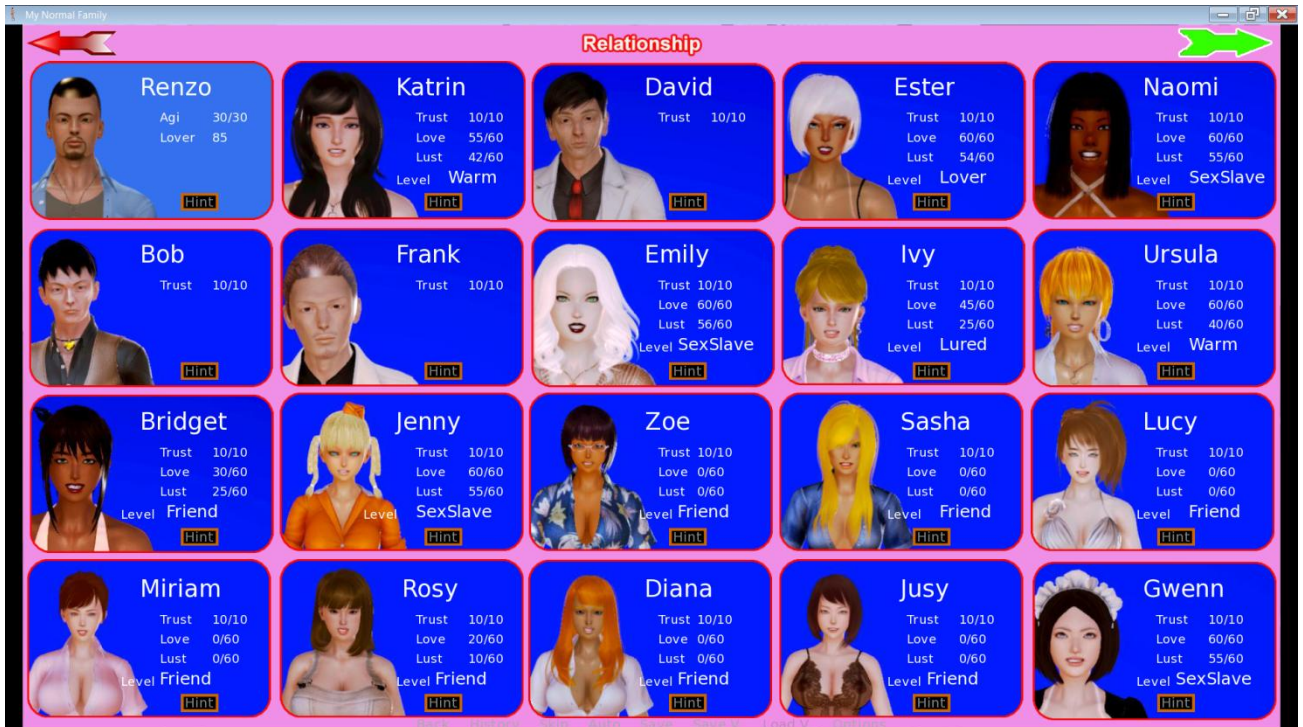 My Normal Family
Relationship
Renzo
Agi 30/30
Lover 85
Hint
Katrin
Trust 10/10
Love 55/60
Lust 42/60
Level Warm
Hint
David
Trust 10/10
Hint
Ester
Trust 10/10
Love 60/60
Lust 54/60
Level Lover
Hint
Naomi
Trust 10/10
Love 60/60
Lust 55/60
Level SexSlave
Hint
Bob
Trust 10/10
Hint
Frank
Trust 10/10
Hint
Emily
Trust 10/10
Love 60/60
Lust 56/60
Level SexSlave
Hint
Ivy
Trust 10/10
Love 45/60
Lust 25/60
Level Lured
Hint
Ursula
Trust 10/10
Love 60/60
Lust 40/60
Level Warm
Hint
Bridget
Trust 10/10
Love 30/60
Lust 25/60
Level Friend
Hint
Jenny
Trust 10/10
Love 60/60
Lust 55/60
Level SexSlave
Hint
Zoe
Trust 10/10
Love 0/60
Lust 0/60
Level Friend
Hint
Sasha
Trust 10/10
Love 0/60
Lust 0/60
Level Friend
Hint
Lucy
Trust 10/10
Love 0/60
Lust 0/60
Level Friend
Hint
Miriam
Trust 10/10
Love 0/60
Lust 0/60
Level Friend
Hint
Rosy
Trust 10/10
Love 20/60
Lust 10/60
Level Friend
Hint
Diana
Trust 10/10
Love 0/60
Lust 0/60
Level Friend
Hint
Jusy
Trust 10/10
Love 0/60
Lust 0/60
Level Friend
Hint
Gwenn
Trust 10/10
Love 60/60
Lust 55/60
Level SexSlave
Hint
Back History Skip Auto Save Save V Load V Options